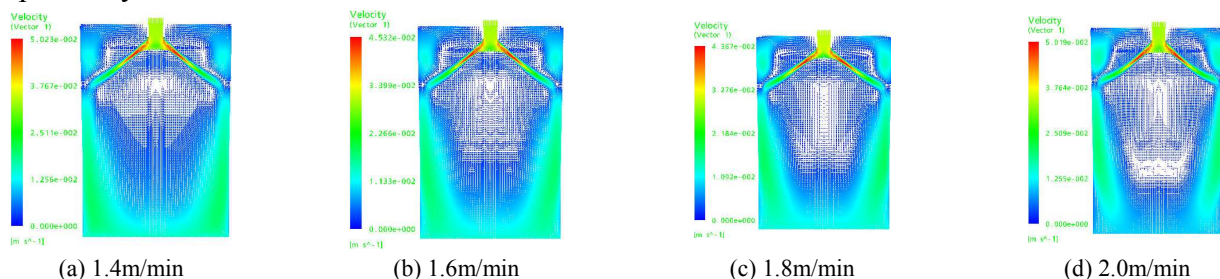 Velocity
(Vector 1)
5.023e-002
3.767e-002
2.511e-002
1.256e-002
0.000e+000
[m s^-1]
(a) 1.4m/min
Velocity
(Vector 1)
4.532e-002
3.399e-002
2.266e-002
1.133e-002
0.000e+000
[m s^-1]
(b) 1.6m/min
Velocity
(Vector 1)
4.367e-002
3.276e-002
2.184e-002
1.092e-002
0.000e+000
[m s^-1]
(c) 1.8m/min
Velocity
(Vector 1)
5.019e-002
3.764e-002
2.509e-002
1.255e-002
0.000e+000
[m s^-1]
(d) 2.0m/min